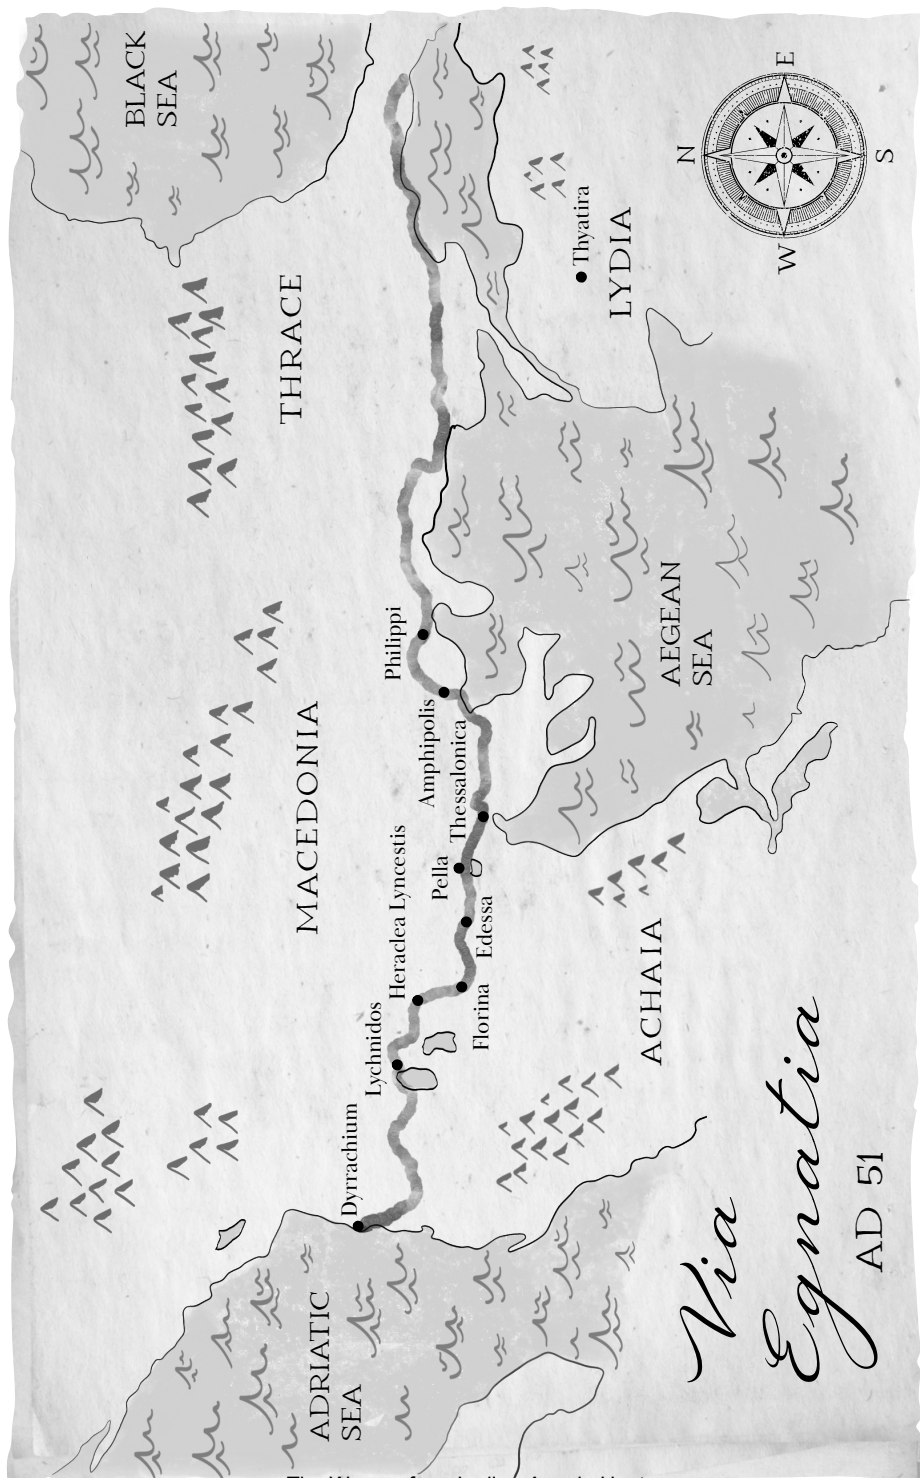 BLACK
SEA
THRACE
MACEDONIA
Thyatira
LYDIA
N
E
S
W
Philippi
Amphipolis
Thessalonica
Pella
Edessa
Heraclea Lyncestis
Florina
Lychnidos
Dyrrachium
AEGEAN
SEA
ACHAIA
ADRIATIC
SEA
Via
Egnatia
AD 51